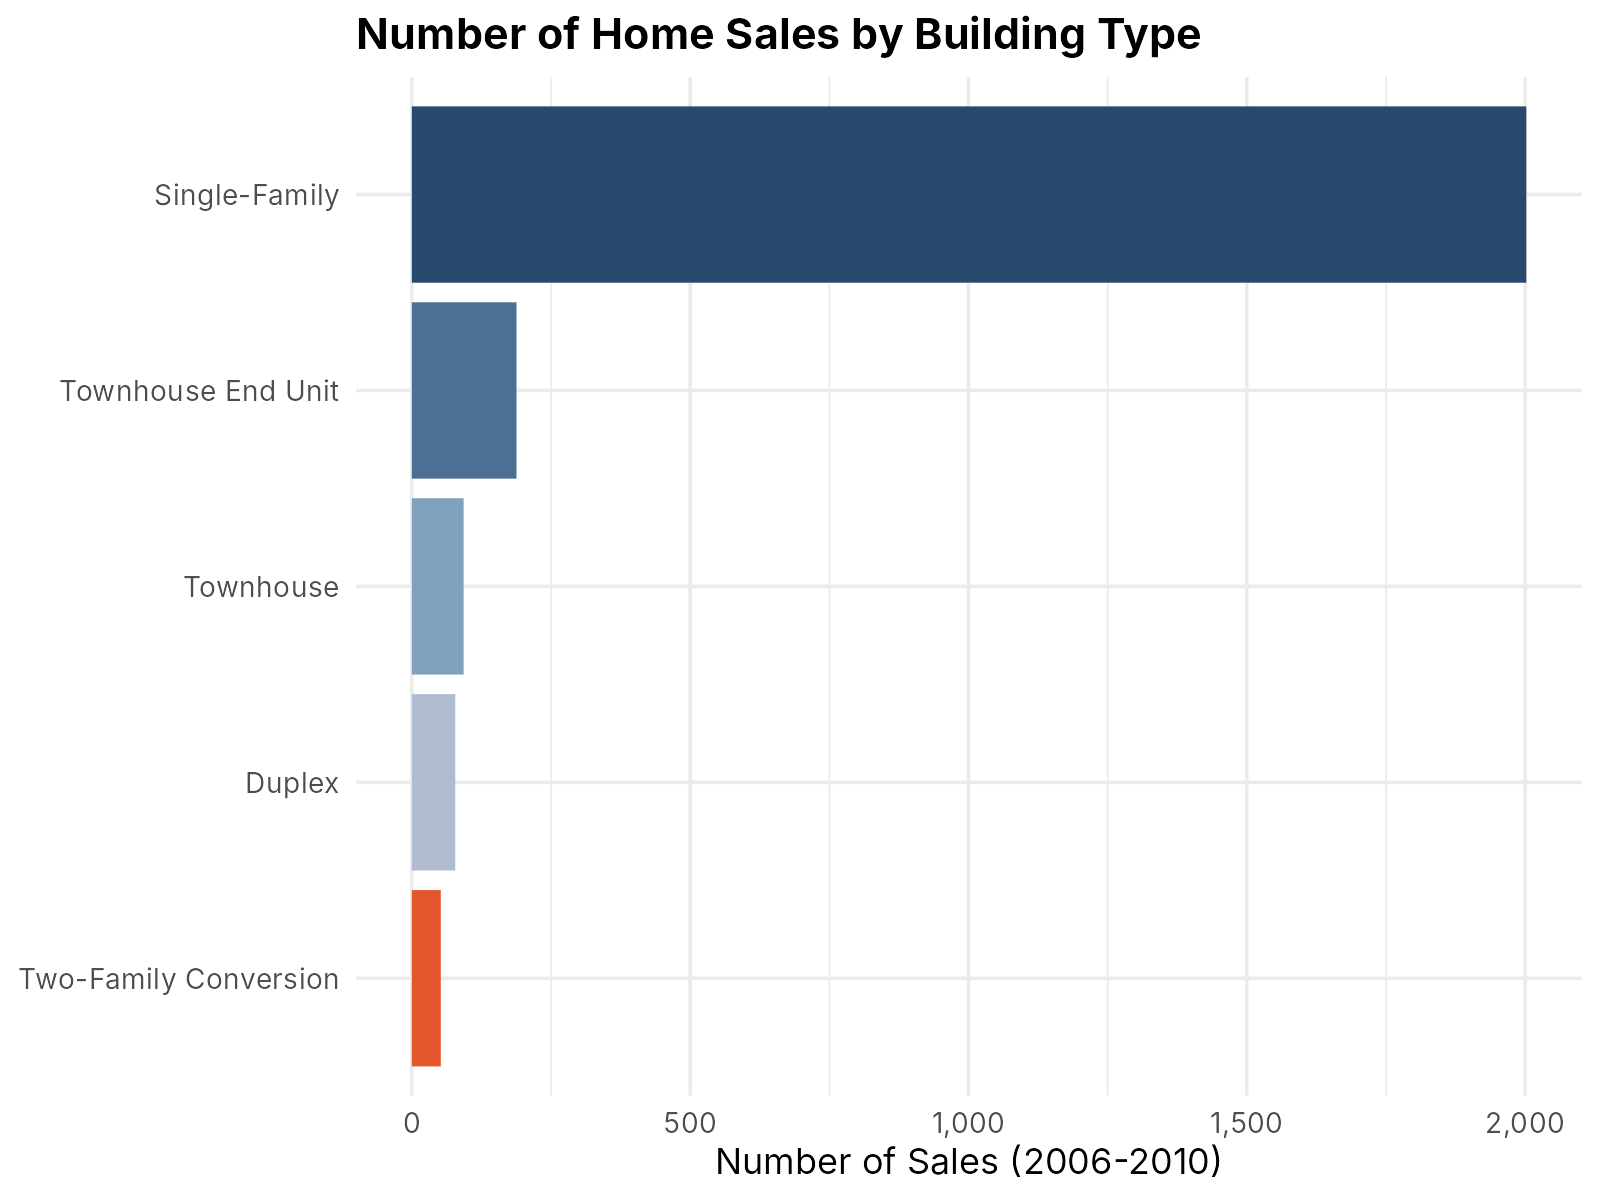 Number of Home Sales by Building Type
Single-Family
Townhouse End Unit
Townhouse
Duplex
Two-Family Conversion
0 500 1,000 1,500 2,000
Number of Sales (2006-2010)